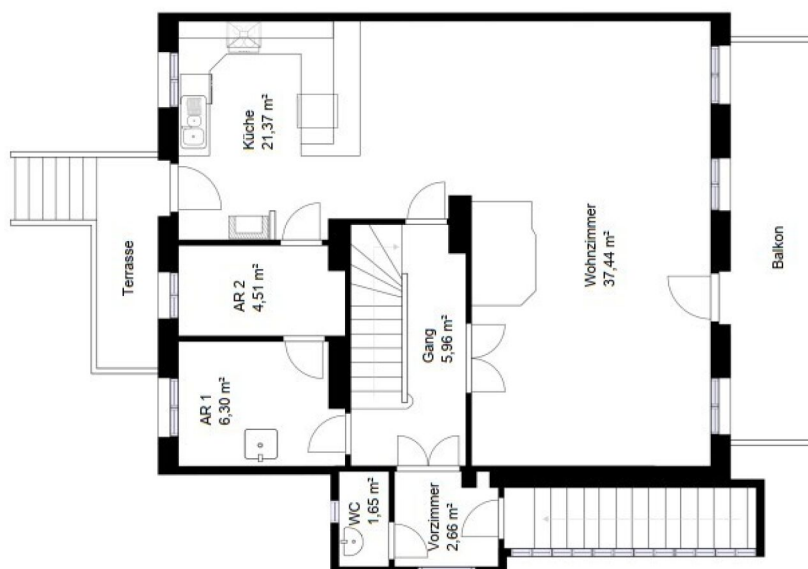 Küche
21,37 m²
Wohnzimmer
37,44 m²
Balkon
Terrasse
AR 2
4,51 m²
Gang
5,96 m²
AR 1
6,30 m²
WC
1,65 m²
Vorzimmer
2,66 m²